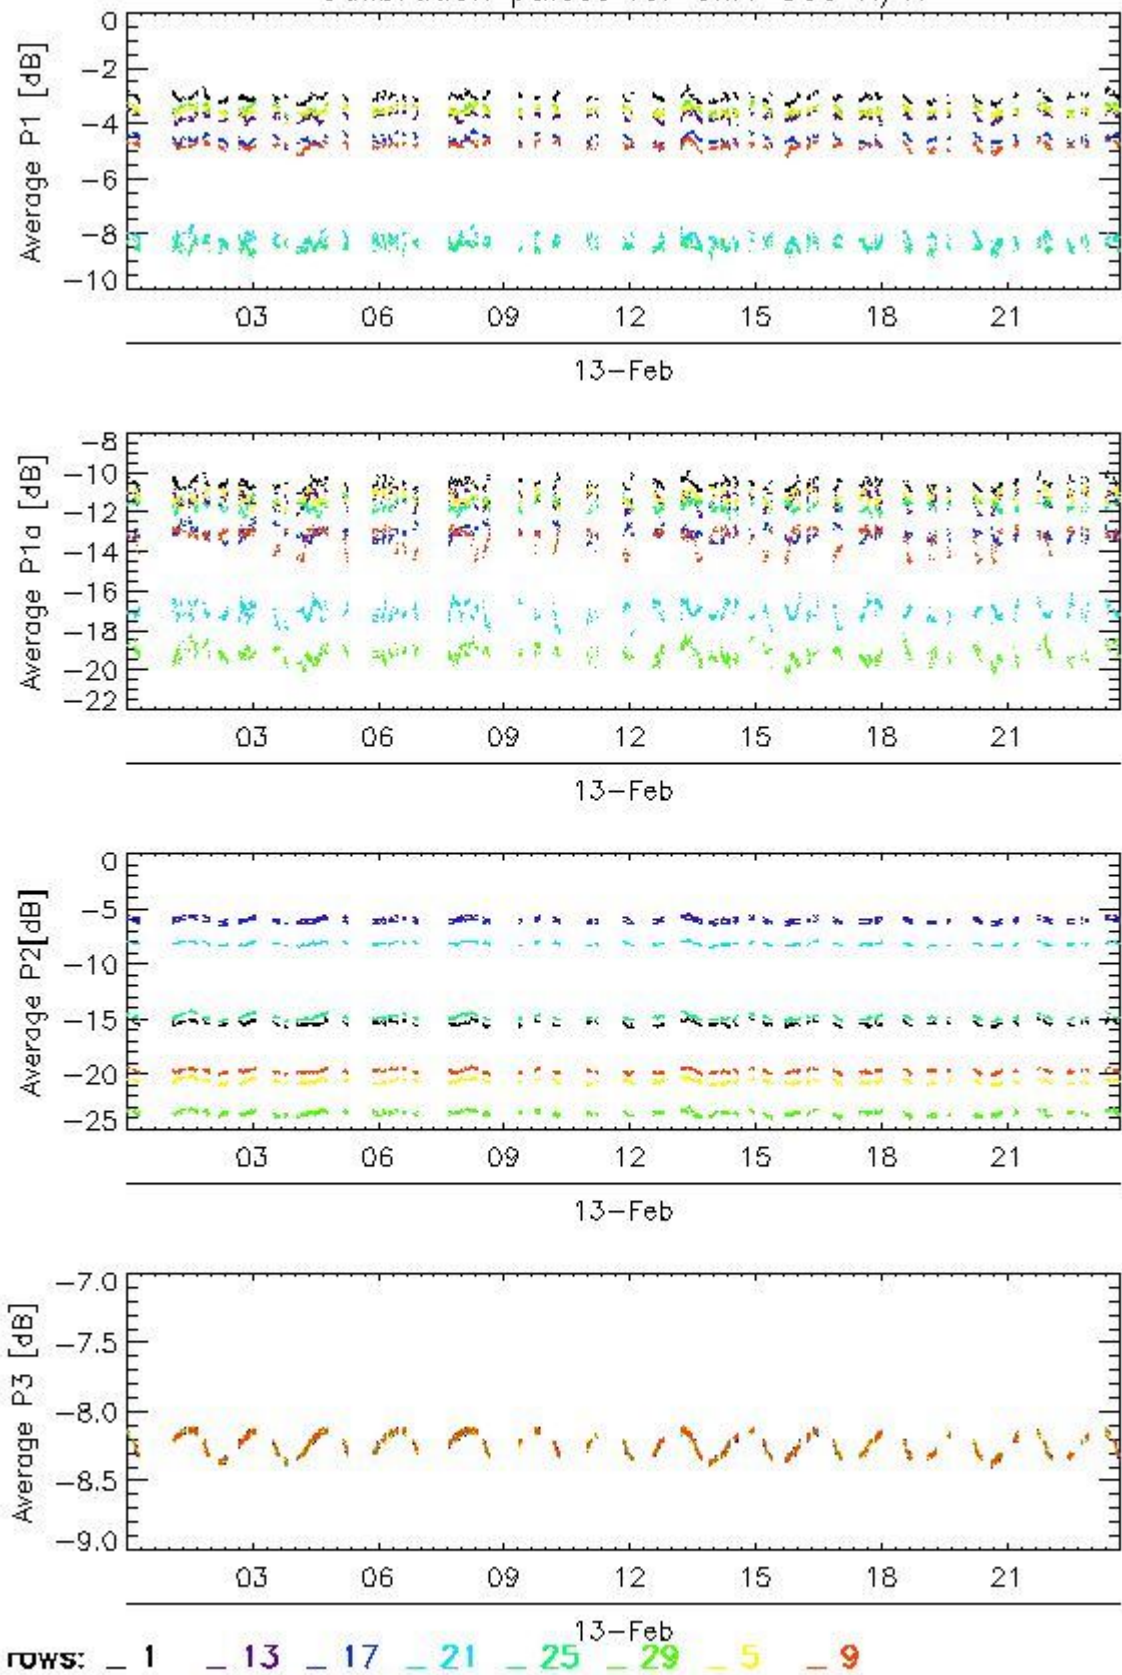 0
-2
-4
-6
-8
-10
Average P1 [dB]
03 06 09 12 15 18 21
13-Feb
-8
-10
-12
-14
-16
-18
-20
-22
Average P1a [dB]
03 06 09 12 15 18 21
13-Feb
0
-5
-10
-15
-20
-25
Average P2[dB]
03 06 09 12 15 18 21
13-Feb
-7.0
-7.5
-8.0
-8.5
-9.0
Average P3 [dB]
03 06 09 12 15 18 21
13-Feb
rows: _ 1 _ 13 _ 17 _ 21 _ 25 _ 29 _ 5 _ 9